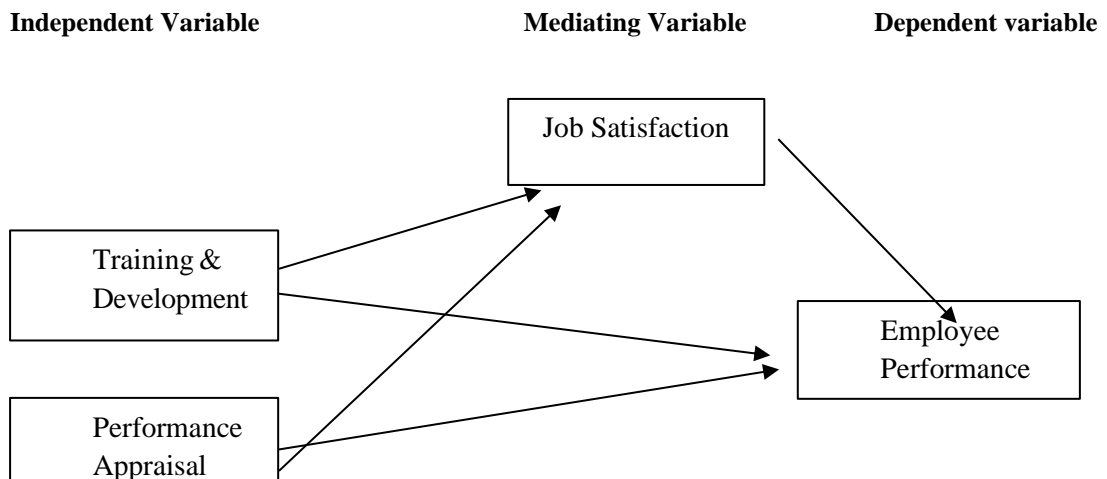 Independent Variable
Mediating Variable
Dependent variable
Job Satisfaction
Training &
Development
Employee
Performance
Performance
Appraisal